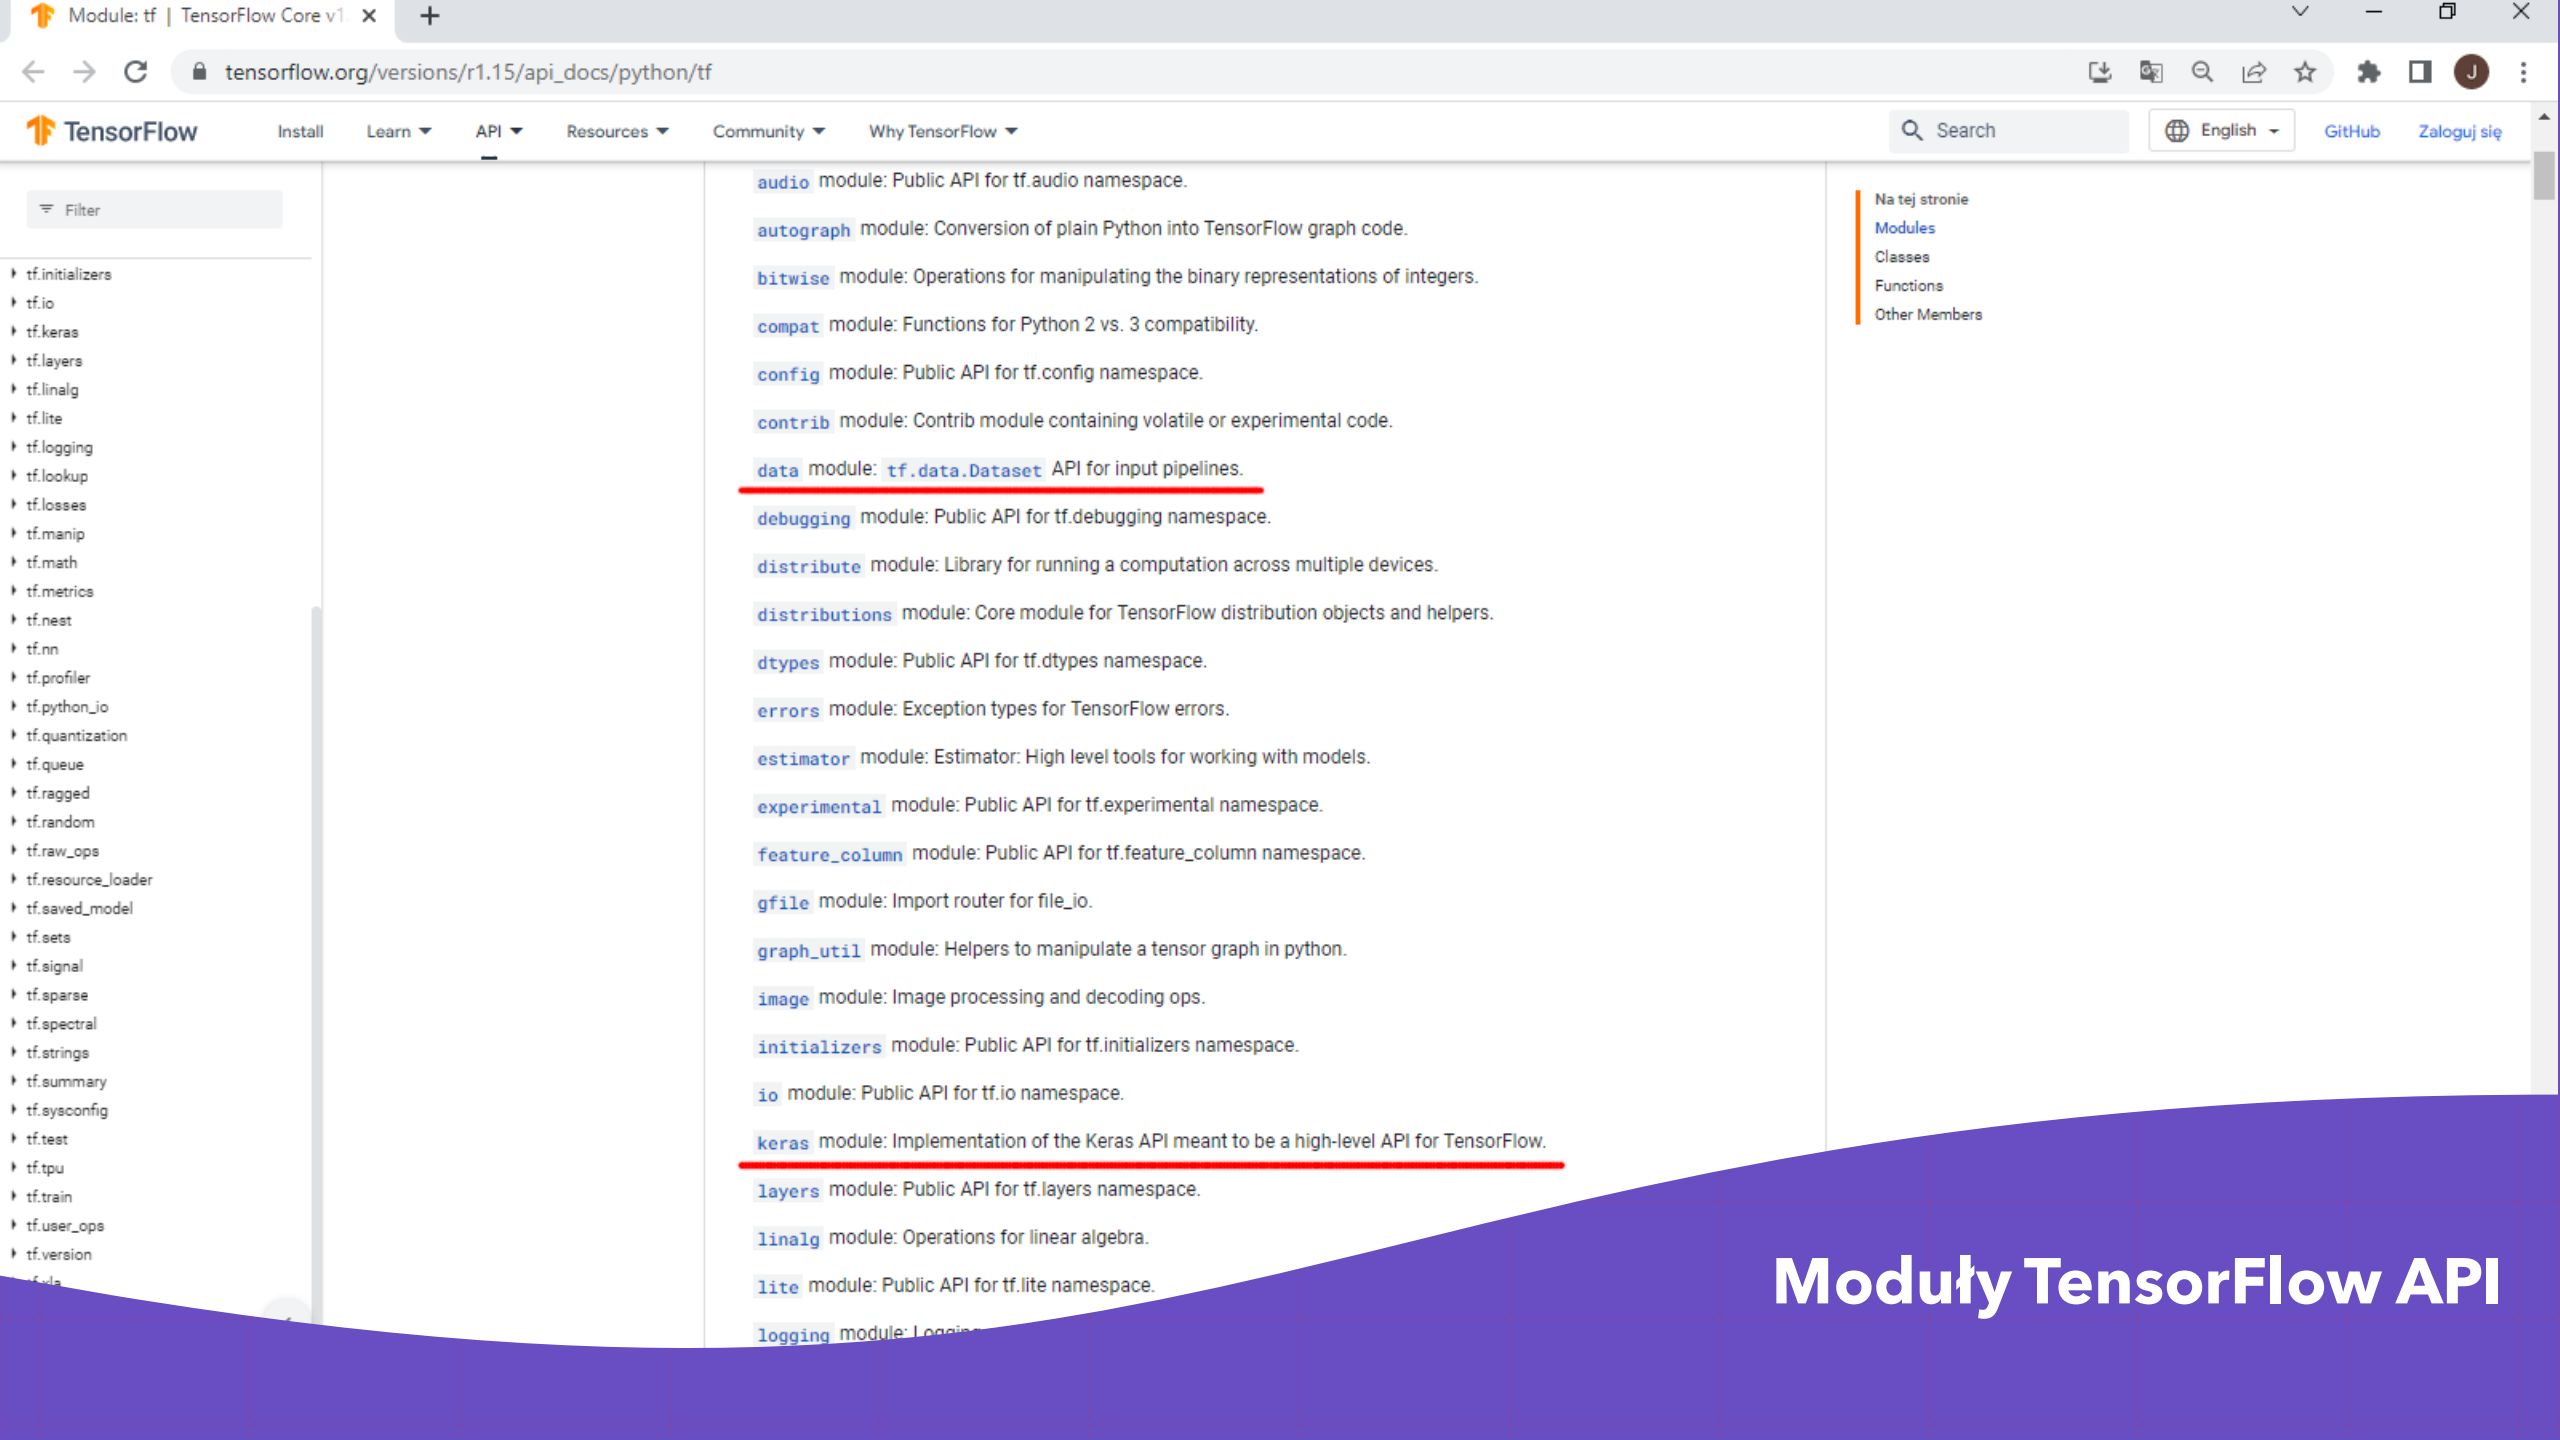 Module: tf | TensorFlow Core v1.
tensorflow.org/versions/r1.15/api_docs/python/tf
J
TensorFlow
Install
Learn
API
Resources
Community
Why TensorFlow
Search
English
GitHub
Zaloguj się
Filter
tf.initializers
tf.io
tf.keras
tf.layers
tf.linalg
tf.lite
tf.logging
tf.lookup
tf.losses
tf.manip
tf.math
tf.metrics
tf.nest
tf.nn
tf.profiler
tf.python_io
tf.quantization
tf.queue
tf.ragged
tf.random
tf.raw_ops
tf.resource_loader
tf.saved_model
tf.sets
tf.signal
tf.sparse
tf.spectral
tf.strings
tf.summary
tf.sysconfig
tf.test
tf.tpu
tf.train
tf.user_ops
tf.version
audio module: Public API for tf.audio namespace.
autograph module: Conversion of plain Python into TensorFlow graph code.
bitwise module: Operations for manipulating the binary representations of integers.
compat module: Functions for Python 2 vs. 3 compatibility.
config module: Public API for tf.config namespace.
contrib module: Contrib module containing volatile or experimental code.
data module: tf.data.Dataset API for input pipelines.
debugging module: Public API for tf.debugging namespace.
distribute module: Library for running a computation across multiple devices.
distributions module: Core module for TensorFlow distribution objects and helpers.
dtypes module: Public API for tf.dtypes namespace.
errors module: Exception types for TensorFlow errors.
estimator module: Estimator: High level tools for working with models.
experimental module: Public API for tf.experimental namespace.
feature_column module: Public API for tf.feature_column namespace.
gfile module: Import router for file_io.
graph_util module: Helpers to manipulate a tensor graph in python.
image module: Image processing and decoding ops.
initializers module: Public API for tf.initializers namespace.
io module: Public API for tf.io namespace.
keras module: Implementation of the Keras API meant to be a high-level API for TensorFlow.
layers module: Public API for tf.layers namespace.
linalg module: Operations for linear algebra.
lite module: Public API for tf.lite namespace.
logging module:
Na tej stronie
Modules
Classes
Functions
Other Members
Moduły TensorFlow API